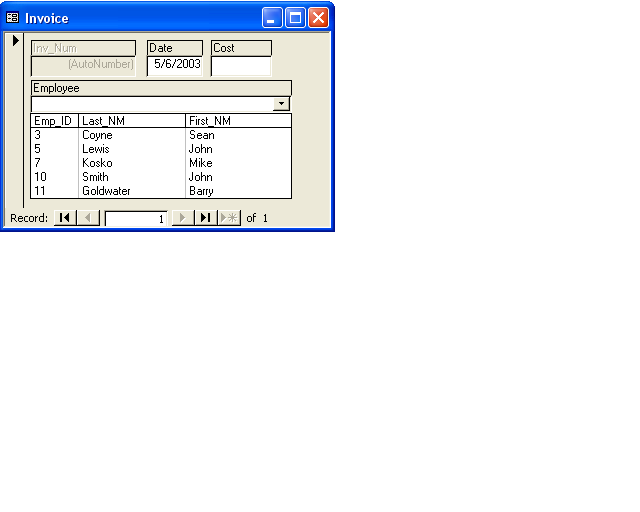 Invoice
Inv_Num Date Cost
(AutoNumber) 5/6/2003
Employee
Emp_ID Last_NM First_NM
3 Coyne Sean
5 Lewis John
7 Kosko Mike
10 Smith John
11 Goldwater Barry
Record: 1 of 1